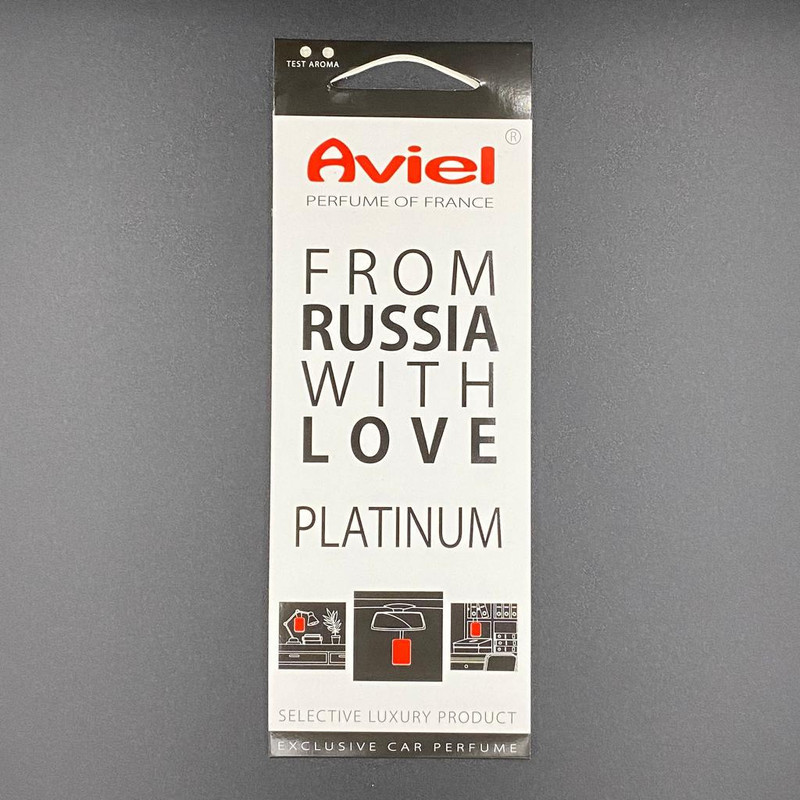 TEST AROMA
Aviel ®
PERFUME OF FRANCE
FROM
RUSSIA
WITH
LOVE
PLATINUM
SELECTIVE LUXURY PRODUCT
EXCLUSIVE CAR PERFUME